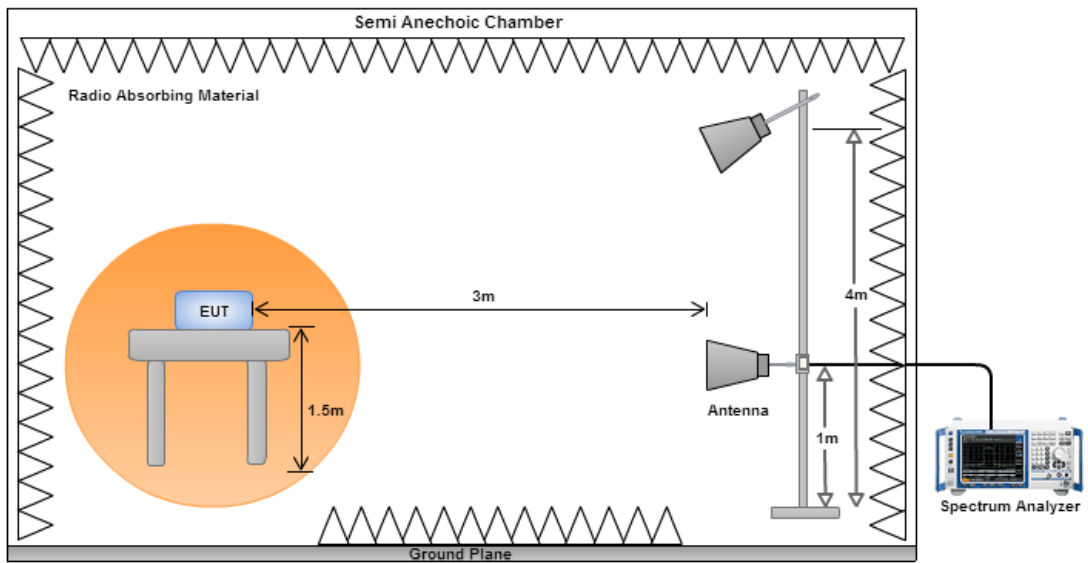 Semi Anechoic Chamber
Radio Absorbing Material
3m
EUT
4m
1.5m
Antenna
1m
Spectrum Analyzer
Ground Plane